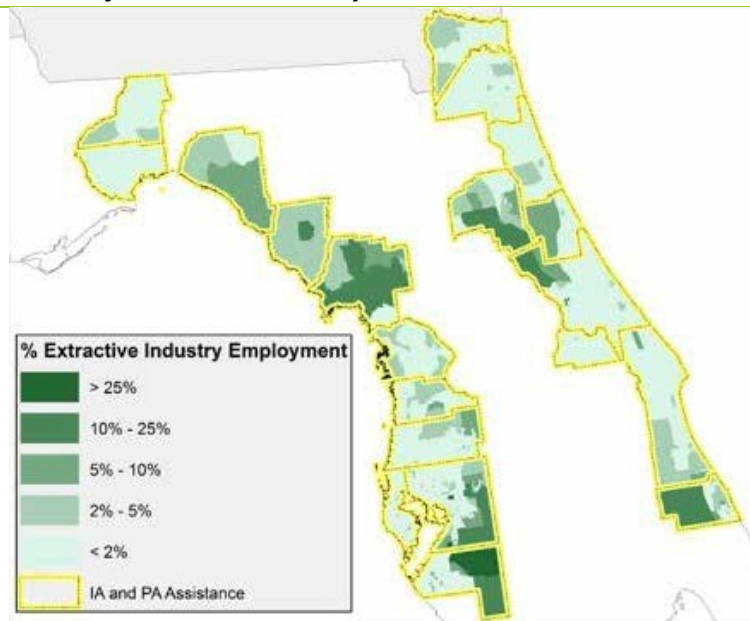 % Extractive Industry Employment
> 25%
10% - 25%
5% - 10%
2% - 5%
< 2%
IA and PA Assistance